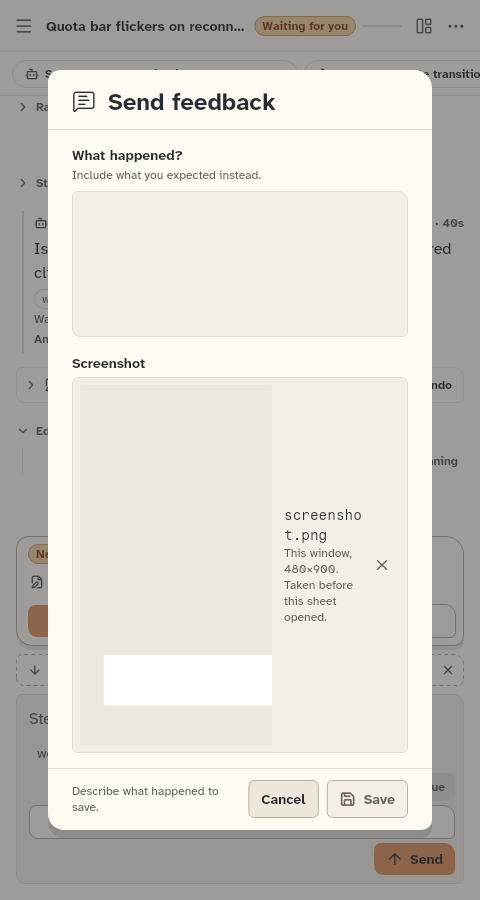 Quota bar flickers on reconn… Waiting for you
Send feedback
What happened?
Include what you expected instead.
· 40s
Screenshot
screensho
t.png
This window,
480×900.
Taken before
this sheet
opened.
Describe what happened to
save.
Cancel
Save
Send